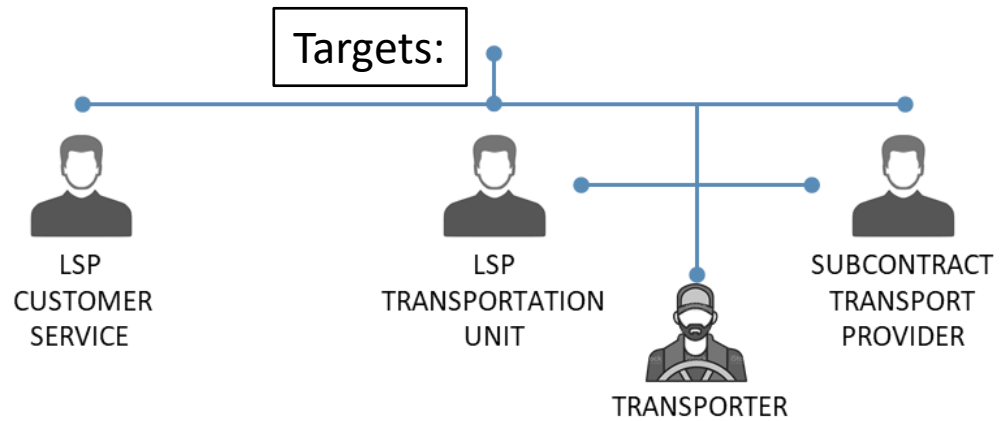 Targets:
LSP
CUSTOMER
SERVICE
LSP
TRANSPORTATION
UNIT
SUBCONTRACT
TRANSPORT
PROVIDER
TRANSPORTER